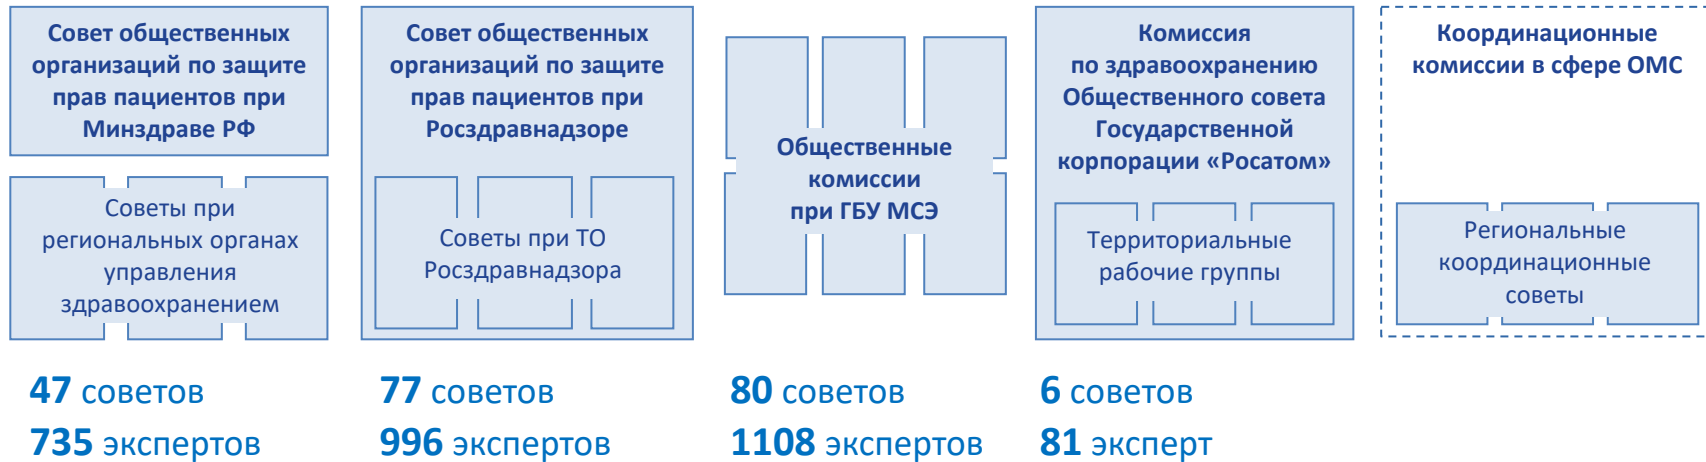 Совет общественных
организаций по защите
прав пациентов при
Минздраве РФ
Советы при
региональных органах
управления
здравоохранением
47 советов
735 экспертов
Совет общественных
организаций по защите
прав пациентов при
Росздравнадзоре
Советы при ТО
Росздравнадзора
77 советов
996 экспертов
Общественные
комиссии
при ГБУ МСЭ
80 советов
1108 экспертов
Комиссия
по здравоохранению
Общественного совета
Государственной
корпорации «Росатом»
Территориальные
рабочие группы
6 советов
81 эксперт
Координационные
комиссии в сфере ОМС
Региональные
координационные
советы